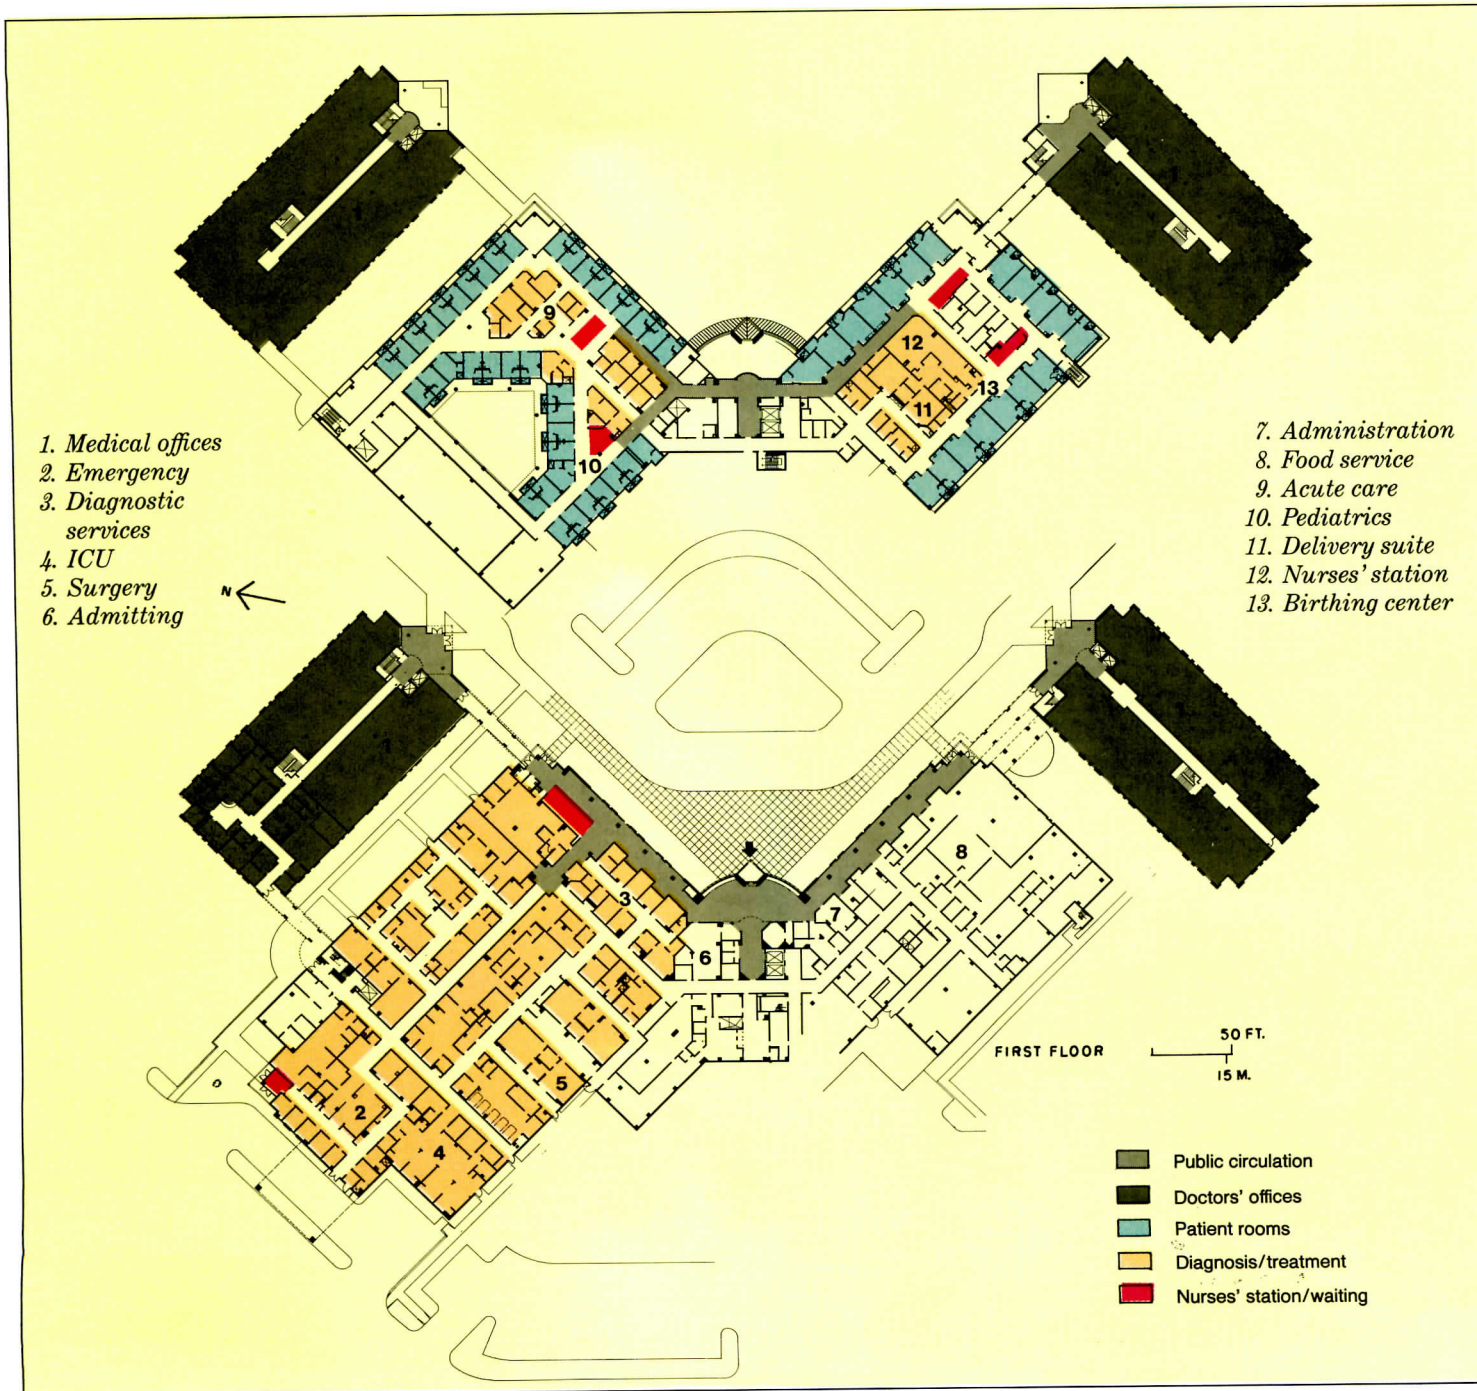 1
1
9
12
13
11
10
1. Medical offices
2. Emergency
3. Diagnostic
services
4. ICU
5. Surgery
6. Admitting
N
7. Administration
8. Food service
9. Acute care
10. Pediatrics
11. Delivery suite
12. Nurses' station
13. Birthing center
1
8
3
7
6
5
2
4
FIRST FLOOR
50 FT.
15 M.
Public circulation
Doctors' offices
Patient rooms
Diagnosis/treatment
Nurses' station/waiting